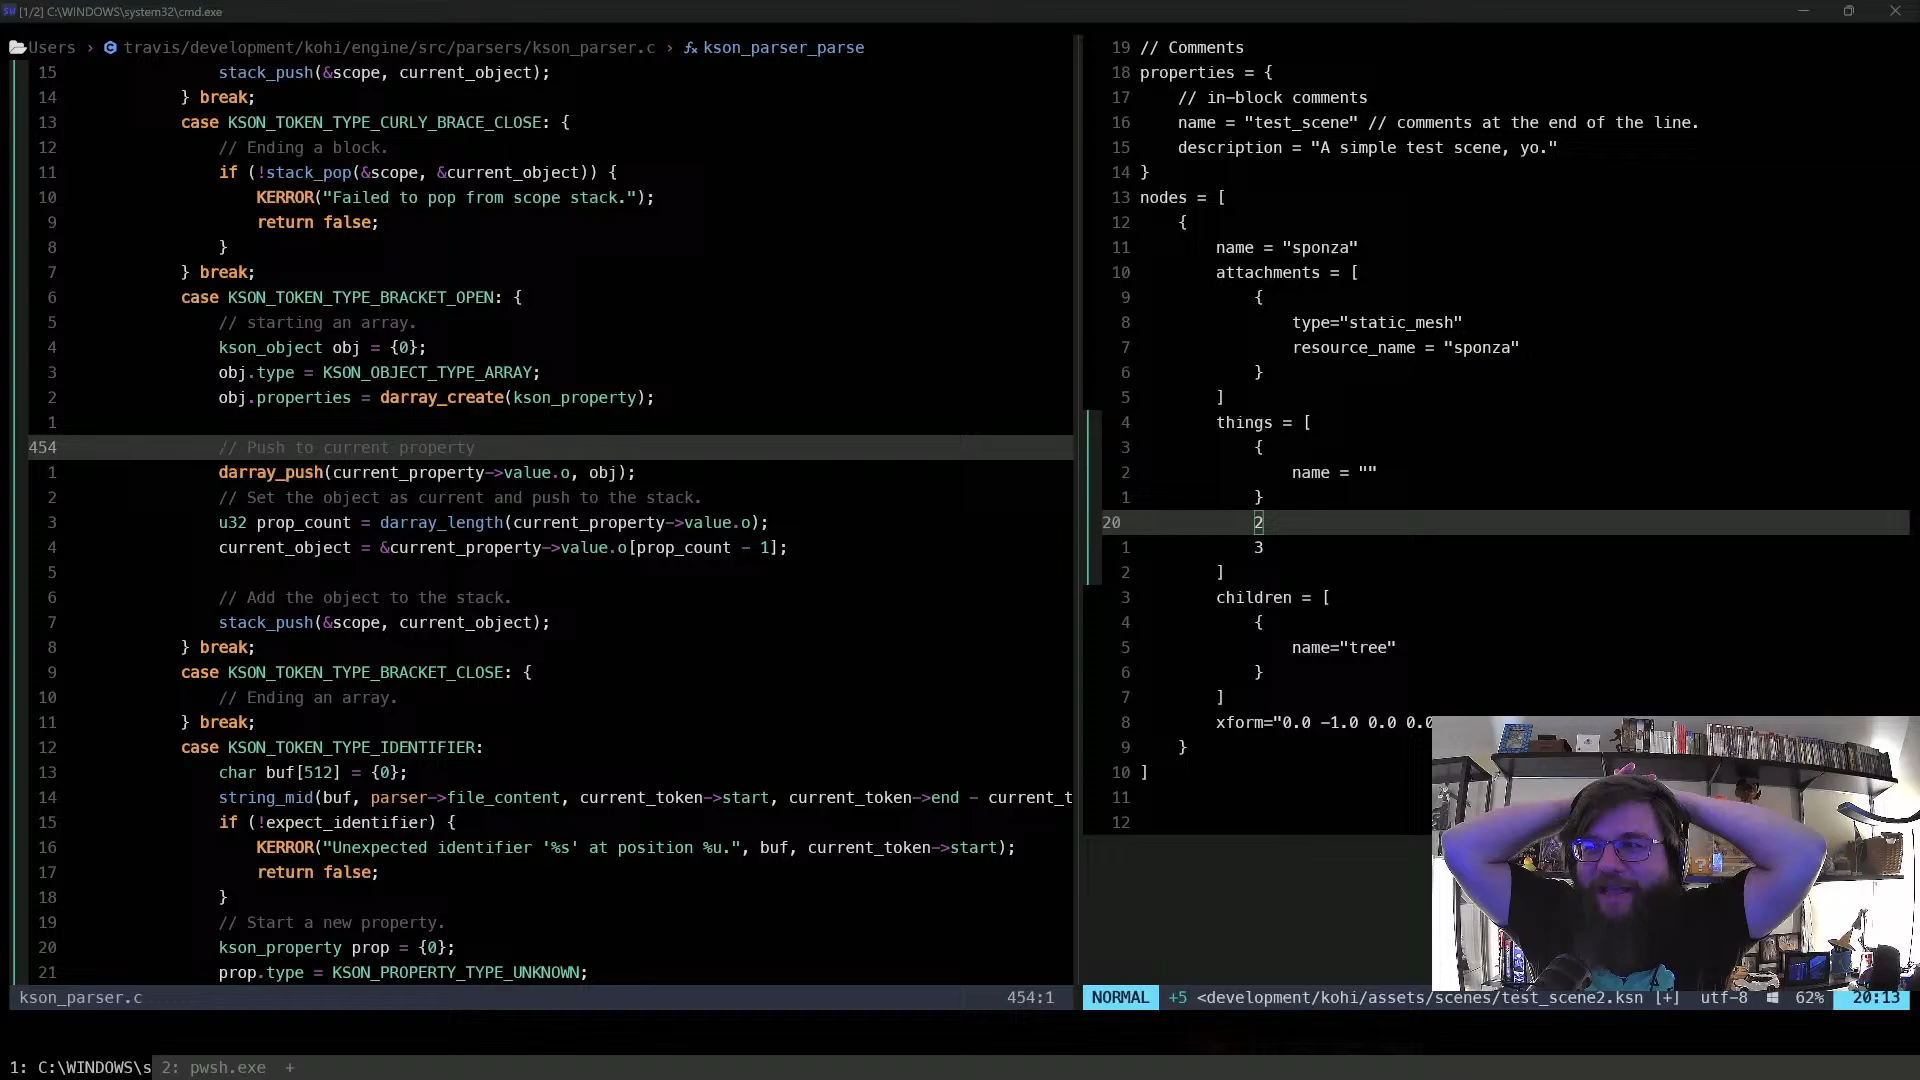 [1/2] C:\WINDOWS\system32\cmd.exe
Users › travis/development/kohi/engine/src/parsers/kson_parser.c › kson_parser_parse
15 stack_push(&scope, current_object);
14 } break;
13 case KSON_TOKEN_TYPE_CURLY_BRACE_CLOSE: {
12 // Ending a block.
11 if (!stack_pop(&scope, &current_object)) {
10 KERROR("Failed to pop from scope stack.");
9 return false;
8 }
7 } break;
6 case KSON_TOKEN_TYPE_BRACKET_OPEN: {
5 // starting an array.
4 kson_object obj = {0};
3 obj.type = KSON_OBJECT_TYPE_ARRAY;
2 obj.properties = darray_create(kson_property);
1
454 // Push to current property
1 darray_push(current_property->value.o, obj);
2 // Set the object as current and push to the stack.
3 u32 prop_count = darray_length(current_property->value.o);
4 current_object = &current_property->value.o[prop_count - 1];
5
6 // Add the object to the stack.
7 stack_push(&scope, current_object);
8 } break;
9 case KSON_TOKEN_TYPE_BRACKET_CLOSE: {
10 // Ending an array.
11 } break;
12 case KSON_TOKEN_TYPE_IDENTIFIER:
13 char buf[512] = {0};
14 string_mid(buf, parser->file_content, current_token->start, current_token->end - current_t
15 if (!expect_identifier) {
16 KERROR("Unexpected identifier '%s' at position %u.", buf, current_token->start);
17 return false;
18 }
19 // Start a new property.
20 kson_property prop = {0};
21 prop.type = KSON_PROPERTY_TYPE_UNKNOWN;
kson_parser.c 454:1
19 // Comments
18 properties = {
17 // in-block comments
16 name = "test_scene" // comments at the end of the line.
15 description = "A simple test scene, yo."
14 }
13 nodes = [
12 {
11 name = "sponza"
10 attachments = [
9 {
8 type="static_mesh"
7 resource_name = "sponza"
6 }
5 ]
4 things = [
3 {
2 name = ""
1 }
20 2
1 3
2 ]
3 children = [
4 {
5 name="tree"
6 }
7 ]
8 xform="0.0 -1.0 0.0 0.0
9 }
10 ]
11
12
NORMAL +5 <development/kohi/assets/scenes/test_scene2.ksn [+] utf-8 62% 20:13
1: C:\WINDOWS\s 2: pwsh.exe +